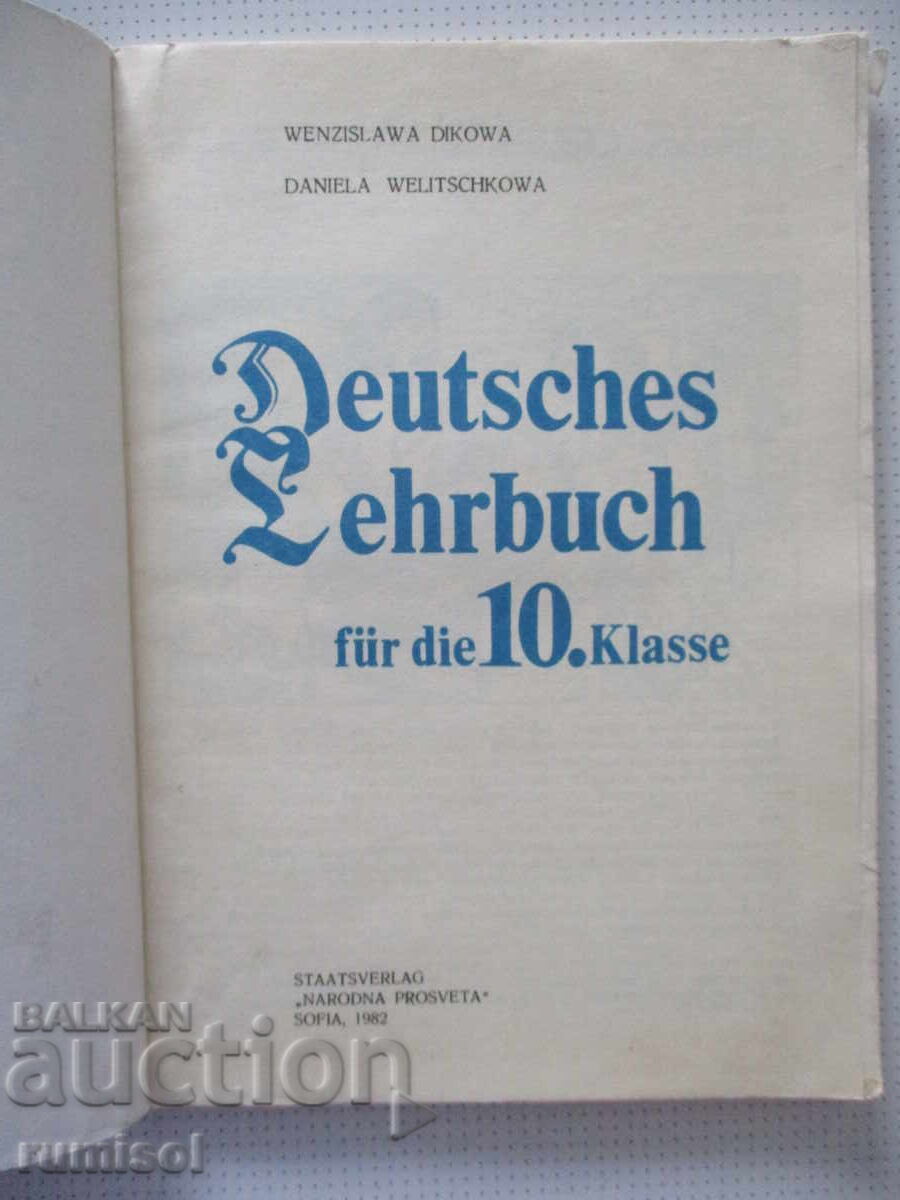 WENZISLAWA DIKOWA
DANIELA WELITSCHKOWA
Deutsches
Lehrbuch
für die 10. Klasse
STAATSVERLAG
„NARODNA PROSVETA“
SOFIA, 1982
BALKAN
auction
rumisol